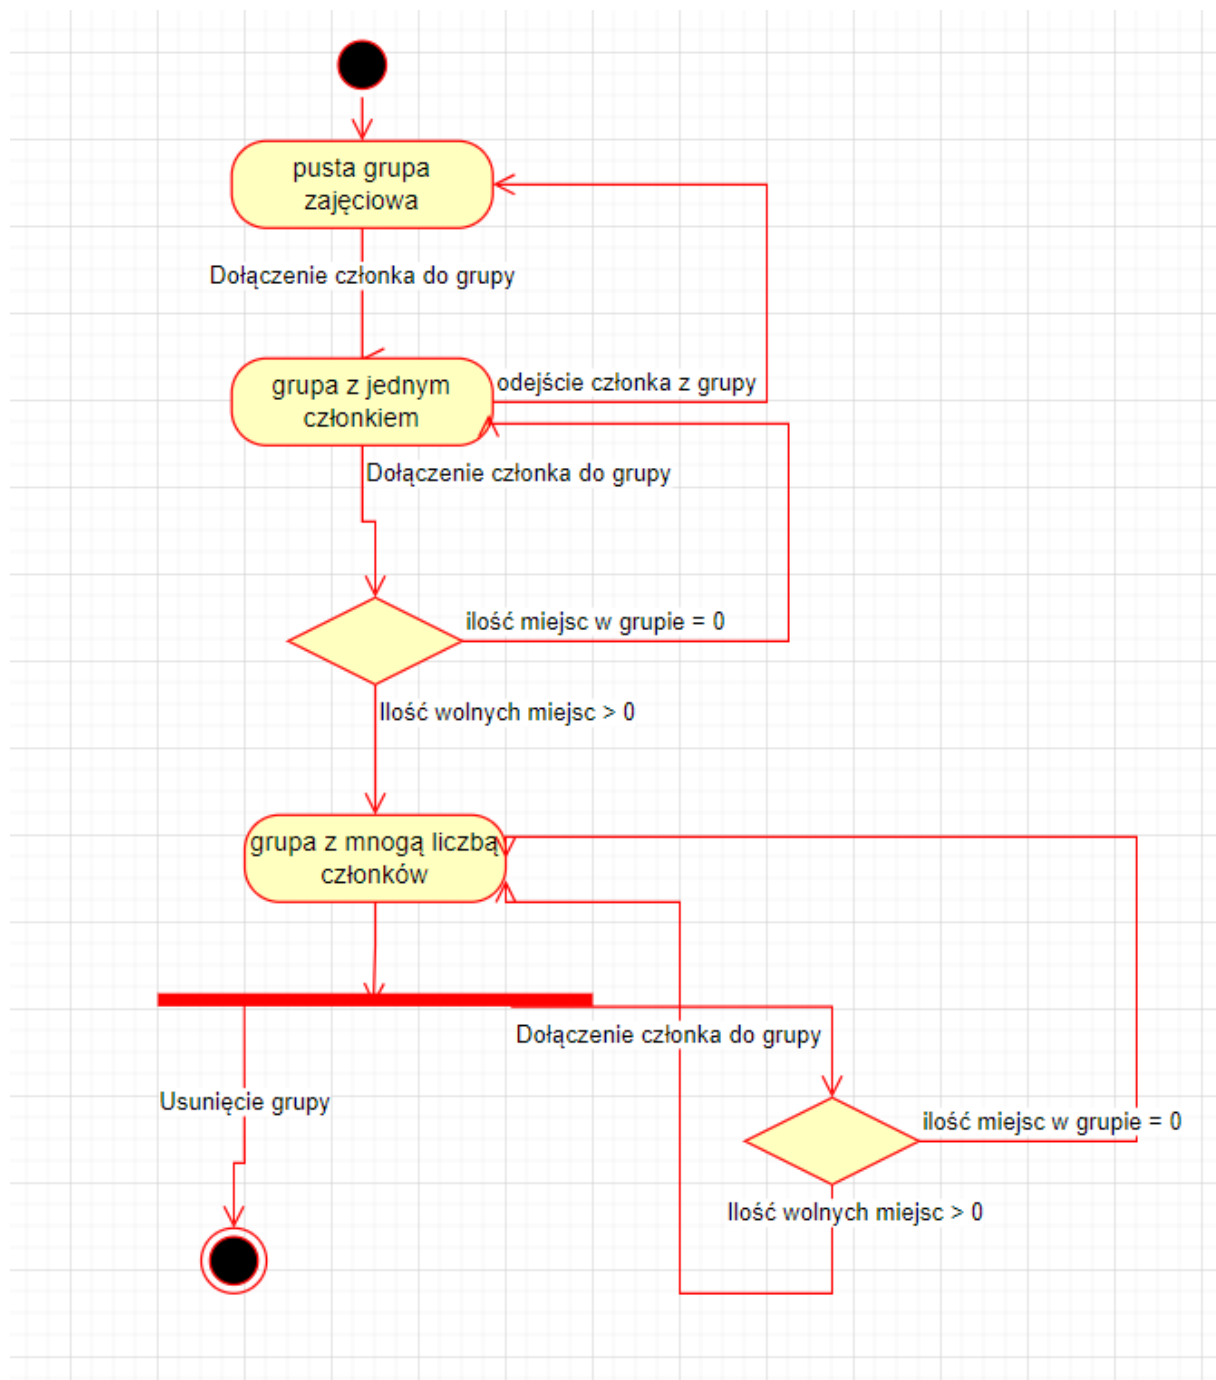 pusta grupa
zajęciowa
Dołączenie członka do grupy
grupa z jednym
członkiem
odejście członka z grupy
Dołączenie członka do grupy
ilość miejsc w grupie = 0
Ilość wolnych miejsc > 0
grupa z mnogą liczbą
członków
Dołączenie członka do grupy
Usunięcie grupy
ilość miejsc w grupie = 0
Ilość wolnych miejsc > 0